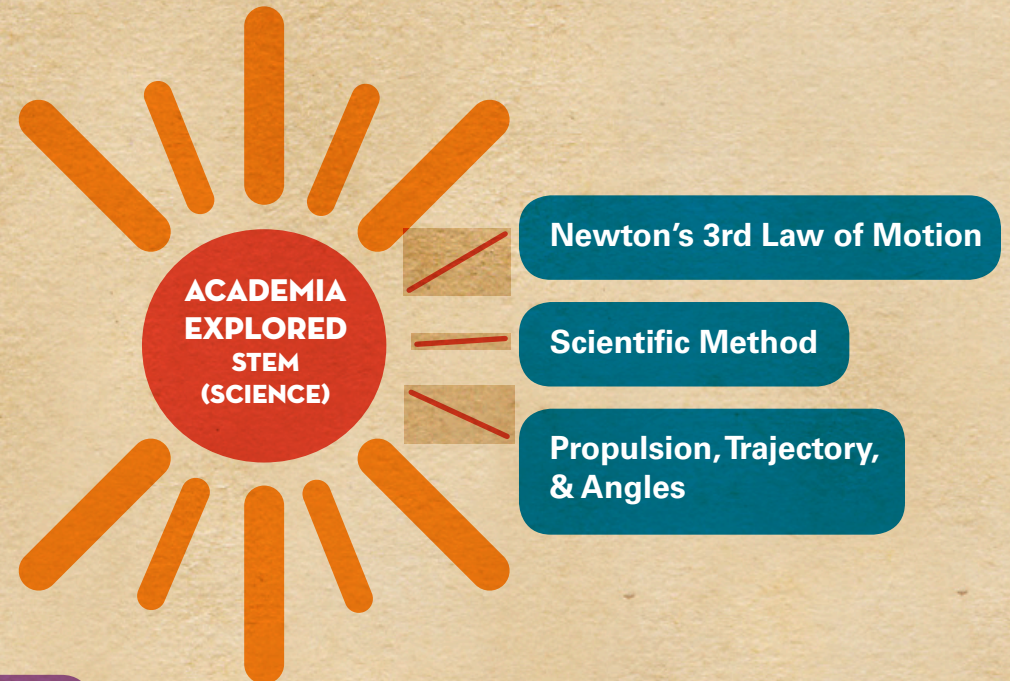 ACADEMIA
EXPLORED
STEM
(SCIENCE)
Newton's 3rd Law of Motion
Scientific Method
Propulsion, Trajectory,
& Angles